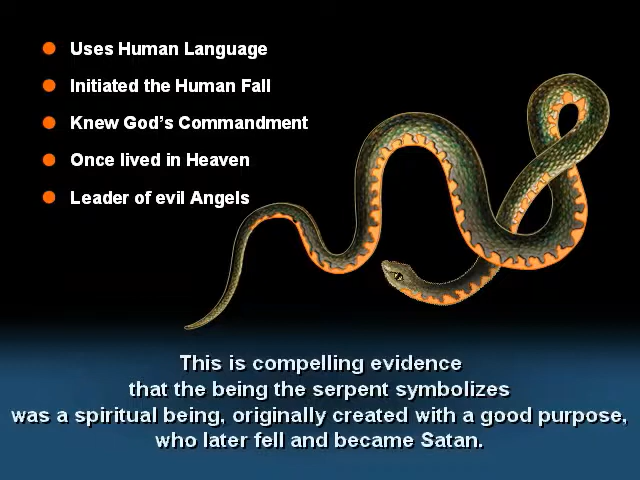 Uses Human Language
Initiated the Human Fall
Knew God's Commandment
Once lived in Heaven
Leader of evil Angels
This is compelling evidence
that the being the serpent symbolizes
was a spiritual being, originally created with a good purpose,
who later fell and became Satan.